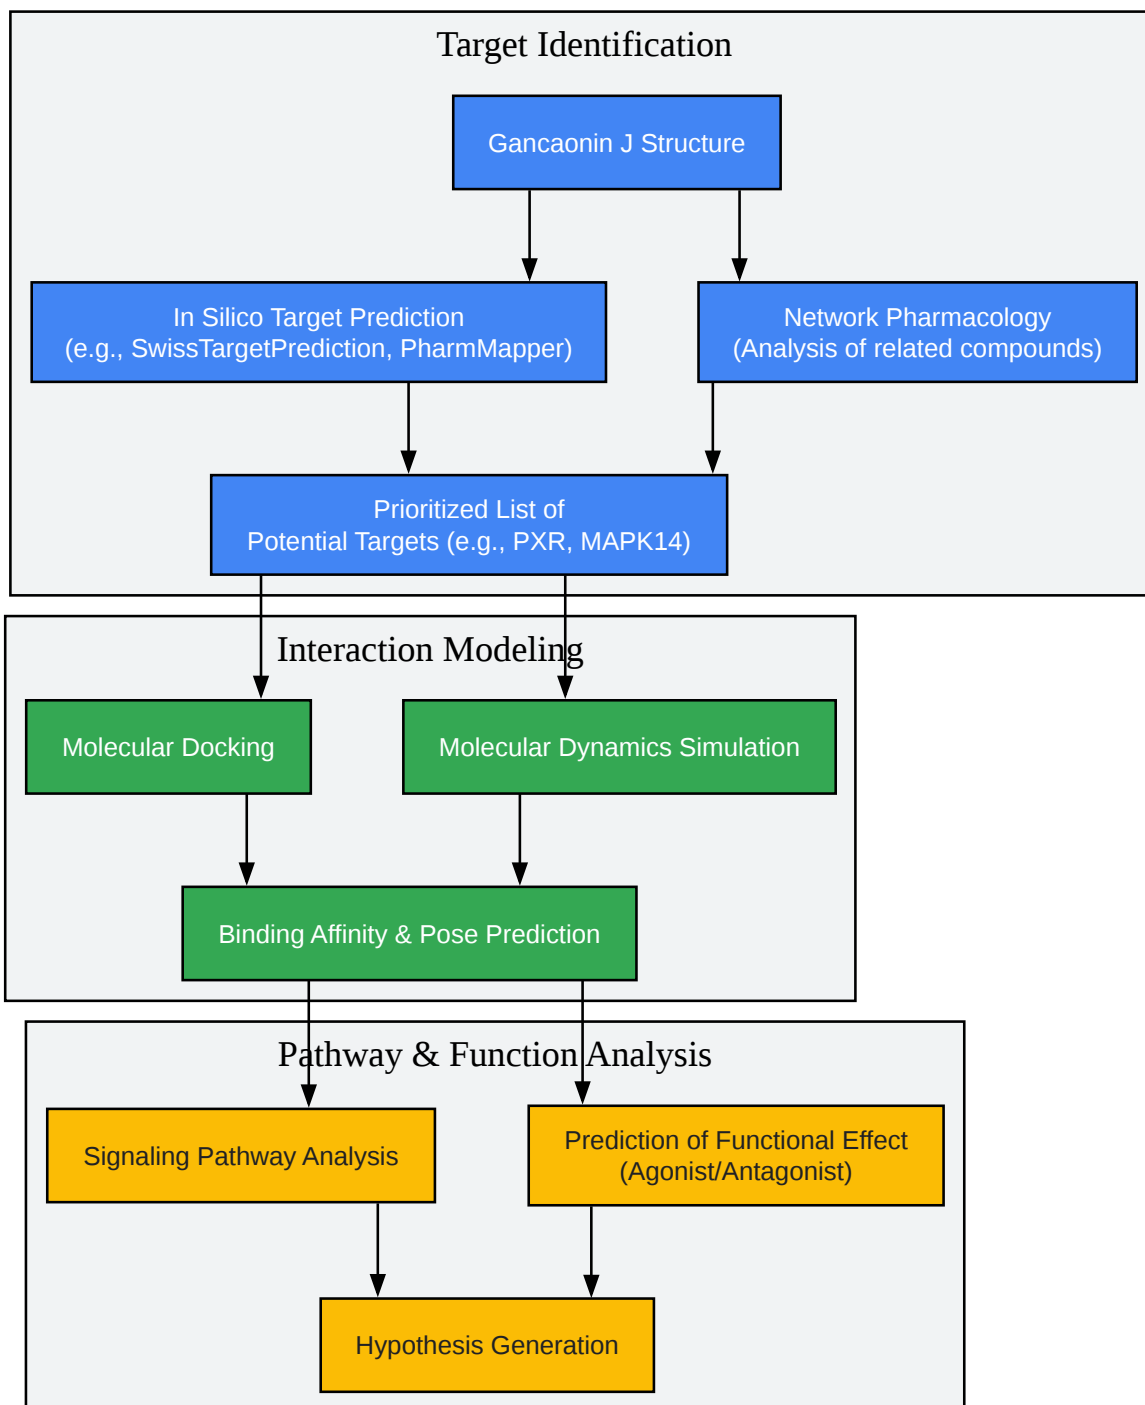 Target Identification
Gancaonin J Structure
In Silico Target Prediction
(e.g., SwissTargetPrediction, PharmMapper)
Network Pharmacology
(Analysis of related compounds)
Prioritized List of
Potential Targets (e.g., PXR, MAPK14)
Interaction Modeling
Molecular Docking
Molecular Dynamics Simulation
Binding Affinity & Pose Prediction
Pathway & Function Analysis
Signaling Pathway Analysis
Prediction of Functional Effect
(Agonist/Antagonist)
Hypothesis Generation